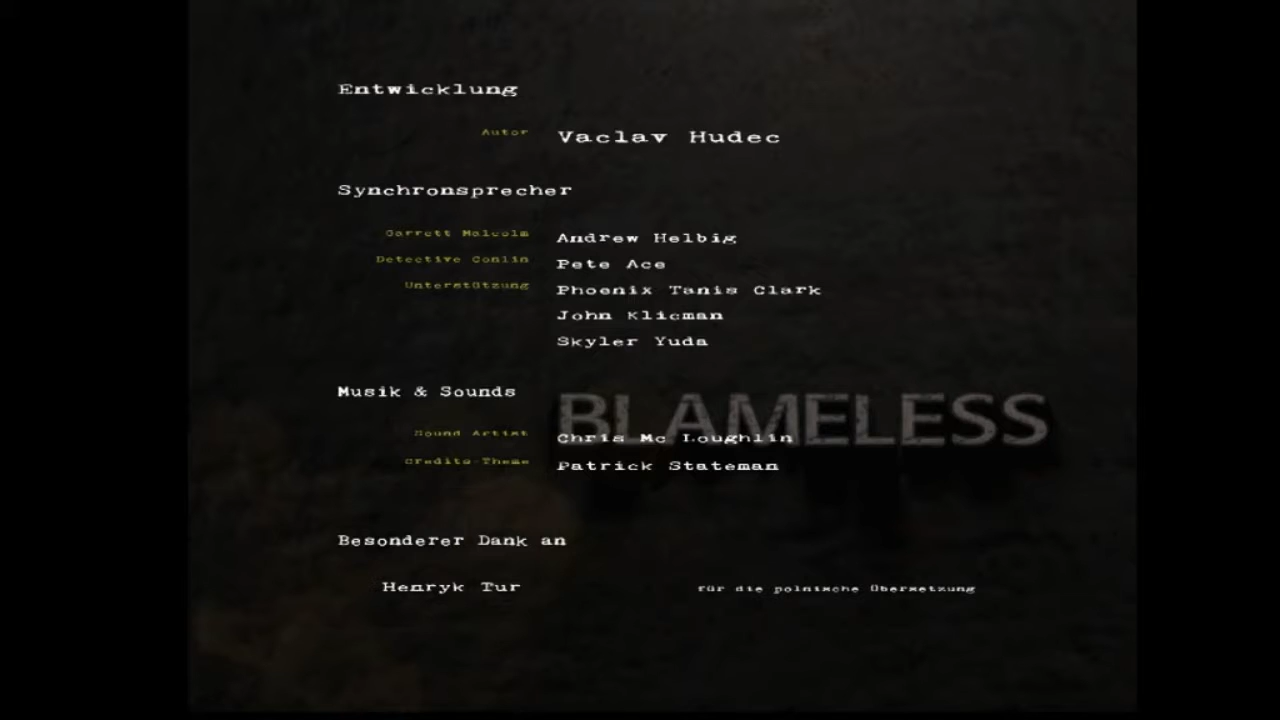 Entwicklung
Autor Vaclav Hudec
Synchronsprecher
Garrett Malcolm Andrew Helbig
Detective Conlin Pete Ace
Unterstützung Phoenix Tanis Clark
John Klicman
Skyler Yuda
Musik & Sounds
BLAMELESS
Sound Artist Chris Mc Loughlin
Credits-Theme Patrick Stateman
Besonderer Dank an
Henryk Tur für die polnische Übersetzung